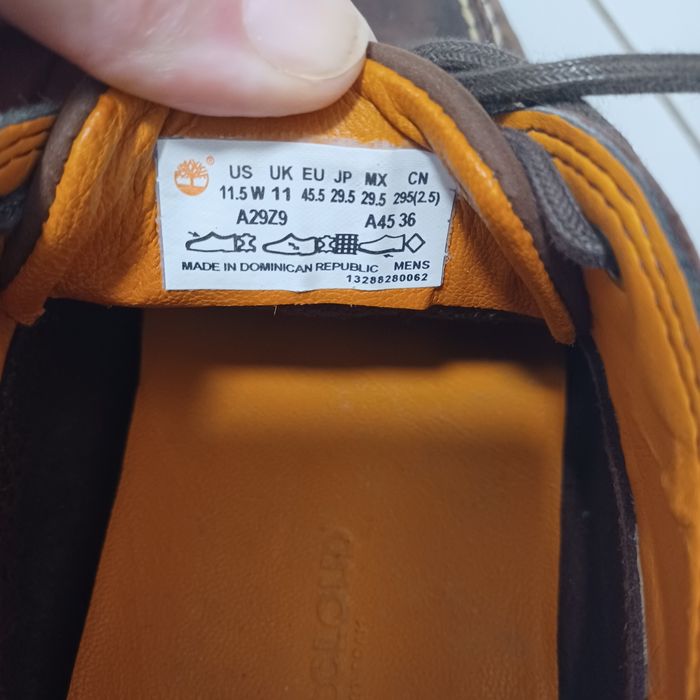 ®
US UK EU JP MX CN
11.5 W 11 45.5 29.5 29.5 295(2.5)
A29Z9 A45 36
MADE IN DOMINICAN REPUBLIC MENS
13288280062